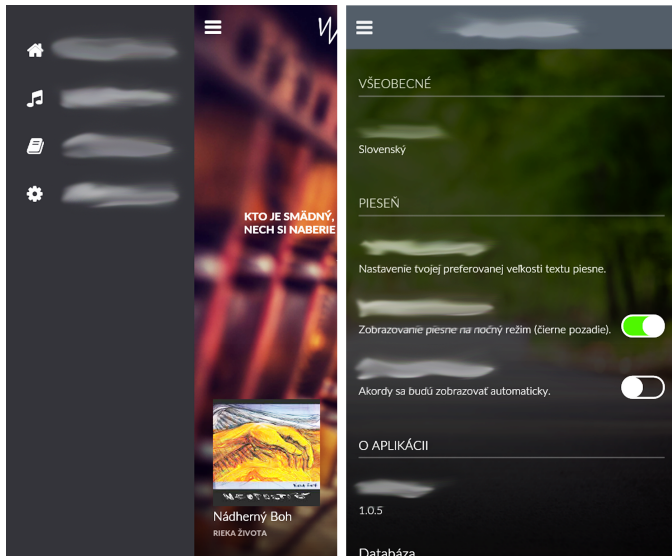 KTO JE SMÄDNÝ,
NECH SI NABERIE
Nádherný Boh
RIEKA ŽIVOTA
VŠEOBECNÉ
Slovenský
PIESEŇ
Nastavenie tvojej preferovanej veľkosti textu piesne.
Zobrazovanie piesne na nočný režim (čierne pozadie).
Akordy sa budú zobrazovať automaticky.
O APLIKÁCII
1.0.5
Databáza